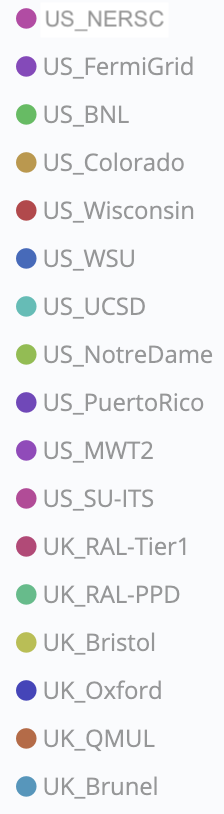 US_NERSC
US_FermiGrid
US_BNL
US_Colorado
US_Wisconsin
US_WSU
US_UCSD
US_NotreDame
US_PuertoRico
US_MWT2
US_SU-ITS
UK_RAL-Tier1
UK_RAL-PPD
UK_Bristol
UK_Oxford
UK_QMUL
UK_Brunel